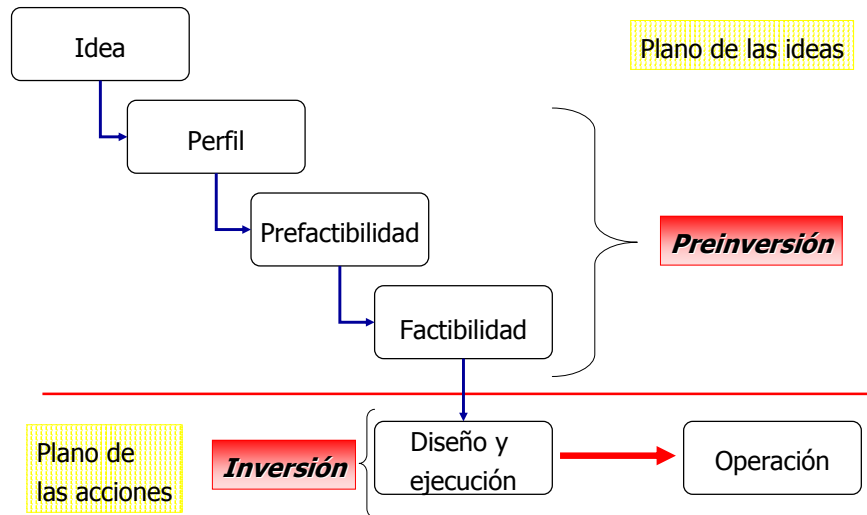 Idea
Plano de las ideas
Perfil
Prefactibilidad
Preinversión
Factibilidad
Plano de
las acciones
Inversión
Diseño y
ejecución
Operación